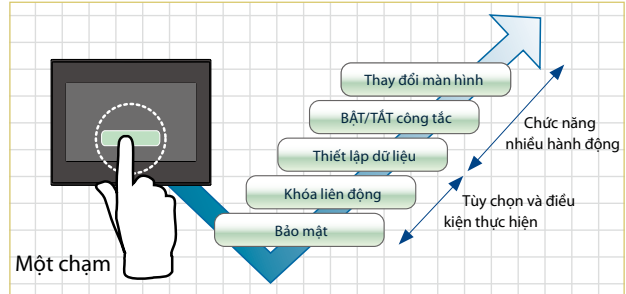 Thay đổi màn hình
BẬT/TẮT công tắc
Thiết lập dữ liệu
Khóa liên động
Bảo mật
Chức năng
nhiều hành động
Tùy chọn và điều
kiện thực hiện
Một chạm